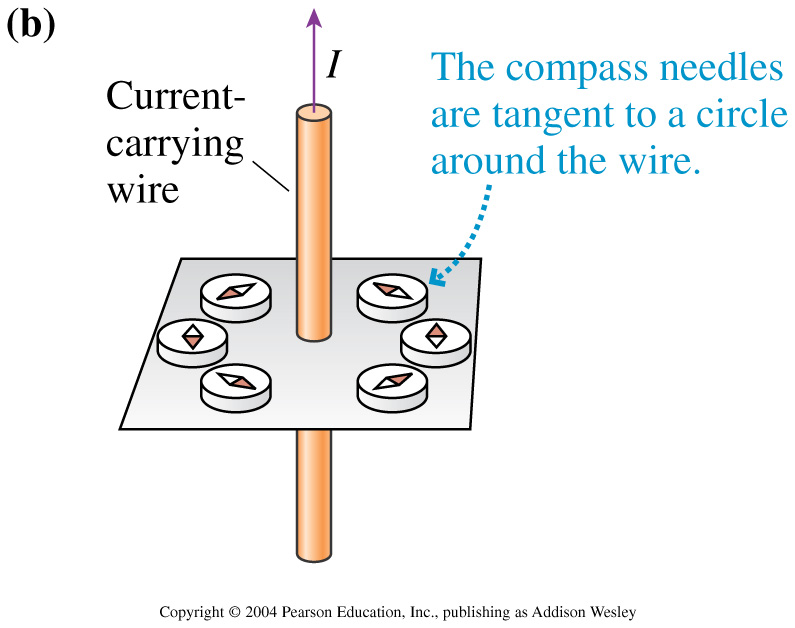 (b)
I
Current-
carrying
wire
The compass needles
are tangent to a circle
around the wire.
Copyright © 2004 Pearson Education, Inc., publishing as Addison Wesley